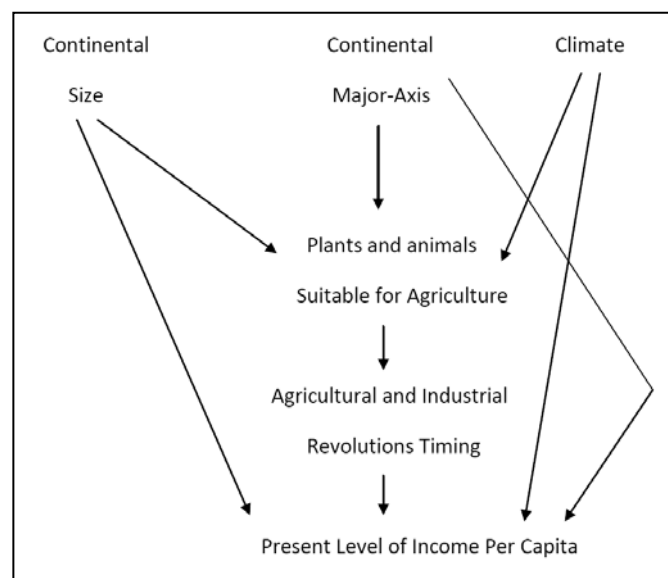 Continental Continental Climate
Size Major-Axis
Plants and animals
Suitable for Agriculture
Agricultural and Industrial
Revolutions Timing
Present Level of Income Per Capita